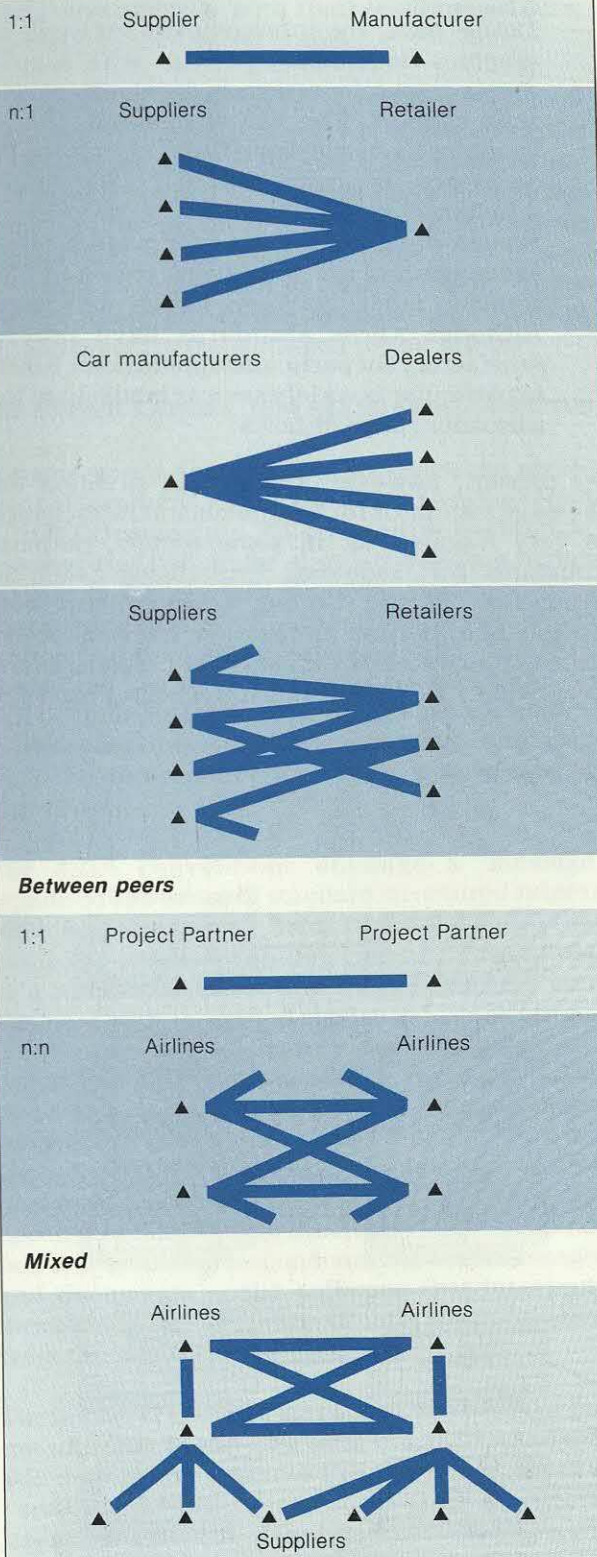 1:1 Supplier Manufacturer
n:1 Suppliers Retailer
Car manufacturers Dealers
Suppliers Retailers
Between peers
1:1 Project Partner Project Partner
n:n Airlines Airlines
Mixed
Airlines Airlines
Suppliers